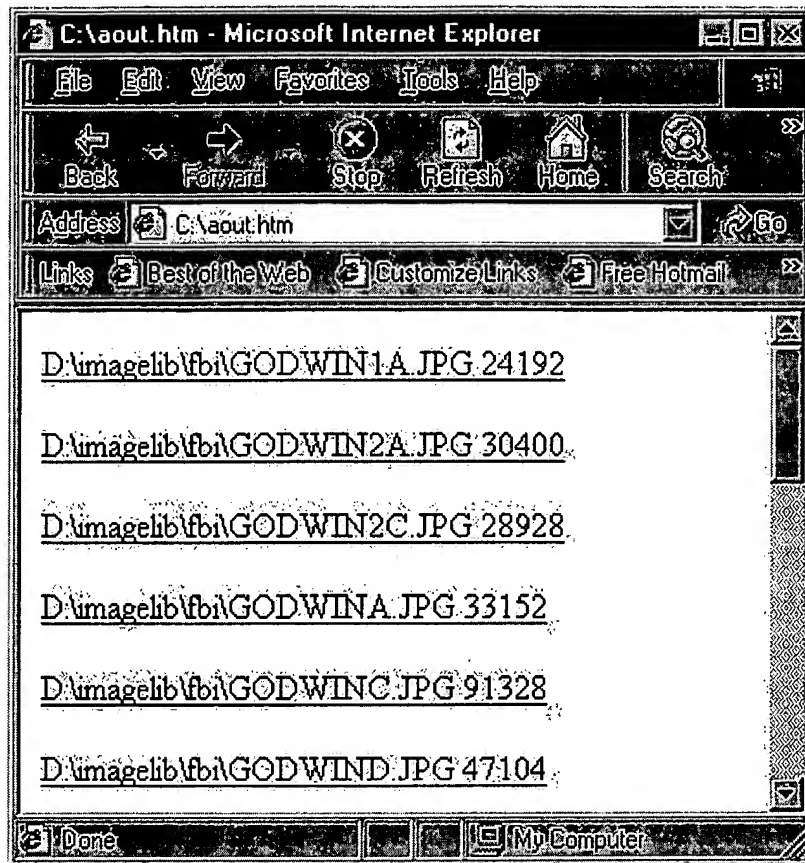 C:\aout.htm - Microsoft Internet Explorer
File Edit View Favorites Tools Help
Back Forward Stop Refresh Home Search »
Address C:\aout.htm Go
Links Best of the Web Customize Links Free Hotmail »
D:\imagelib\fbi\GODWIN1A.JPG 24192
D:\imagelib\fbi\GODWIN2A.JPG 30400
D:\imagelib\fbi\GODWIN2C.JPG 28928
D:\imagelib\fbi\GODWINA.JPG 33152
D:\imagelib\fbi\GODWINC.JPG 91328
D:\imagelib\fbi\GODWIND.JPG 47104
Done My Computer